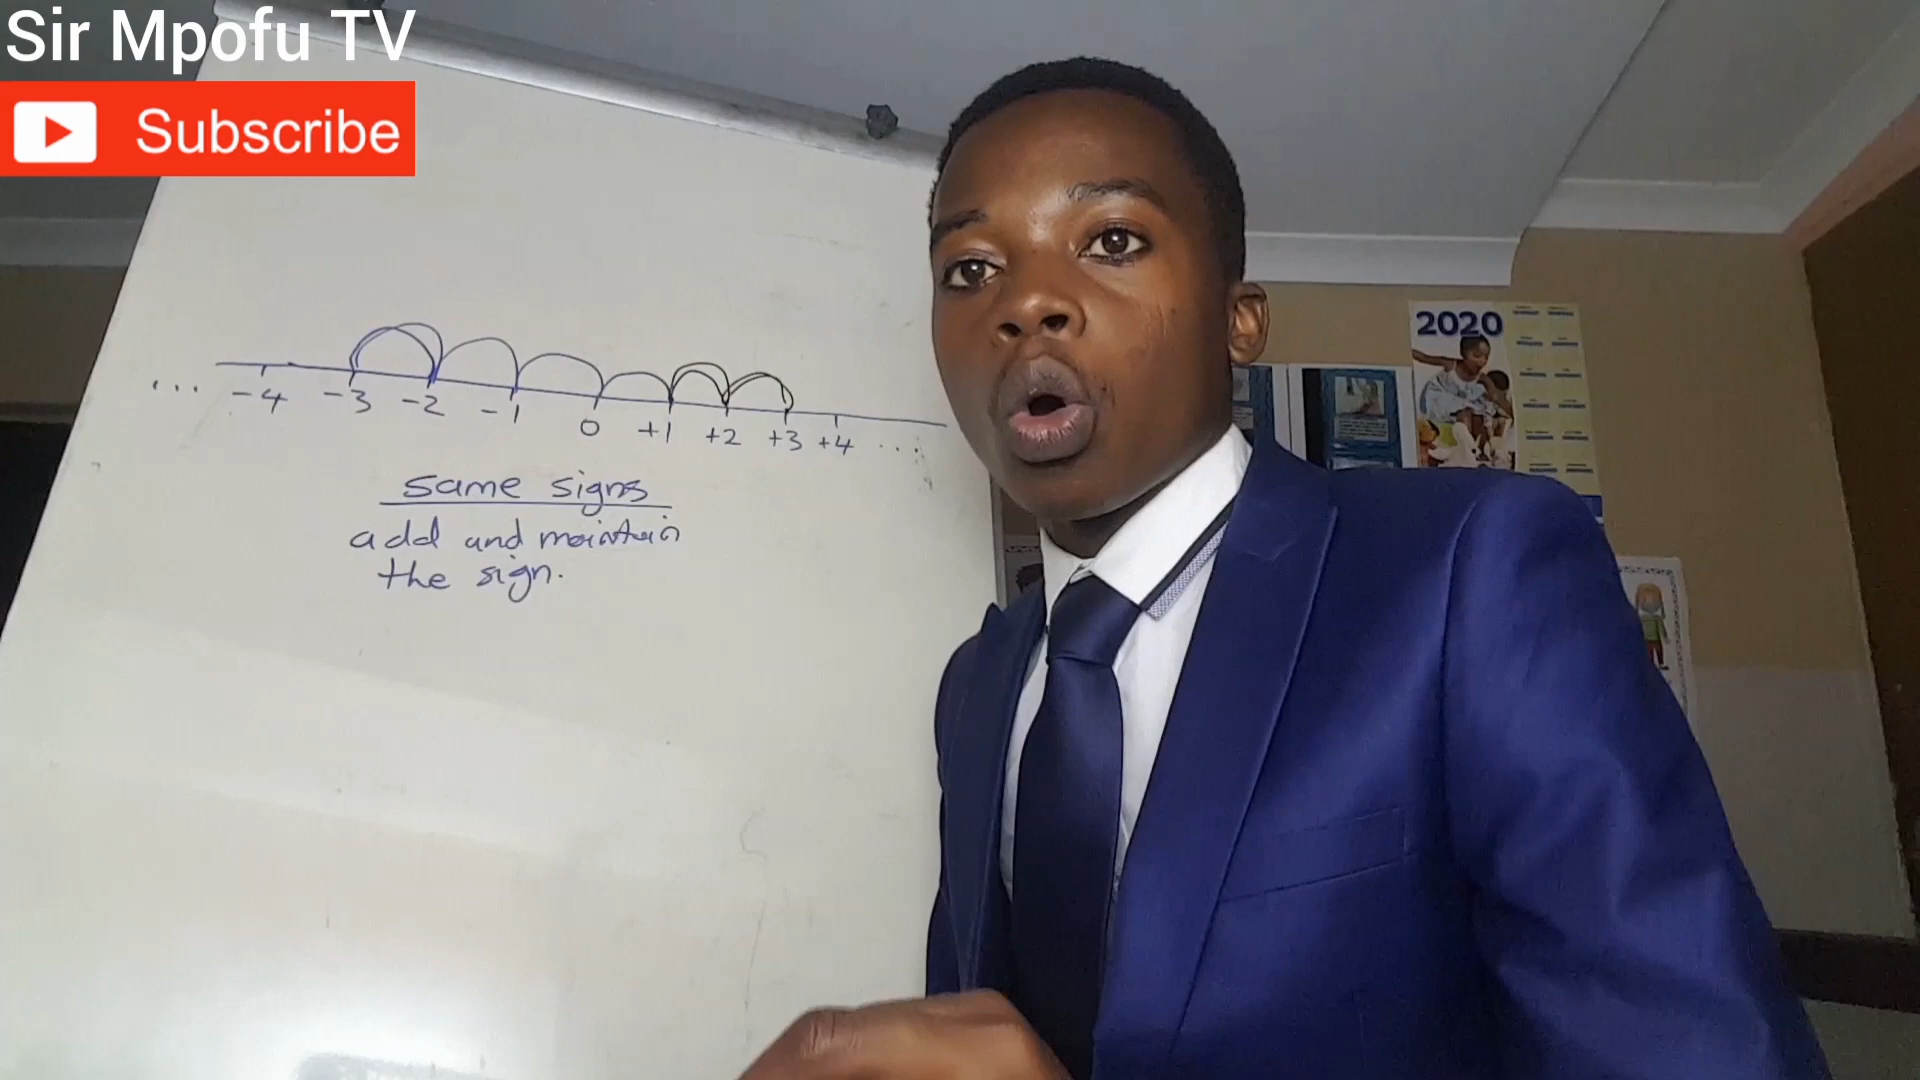 Sir Mpofu TV
Subscribe
2020
... -4 -3 -2 -1 0 +1 +2 +3 +4 ...
same signs
add and maintain
the sign.